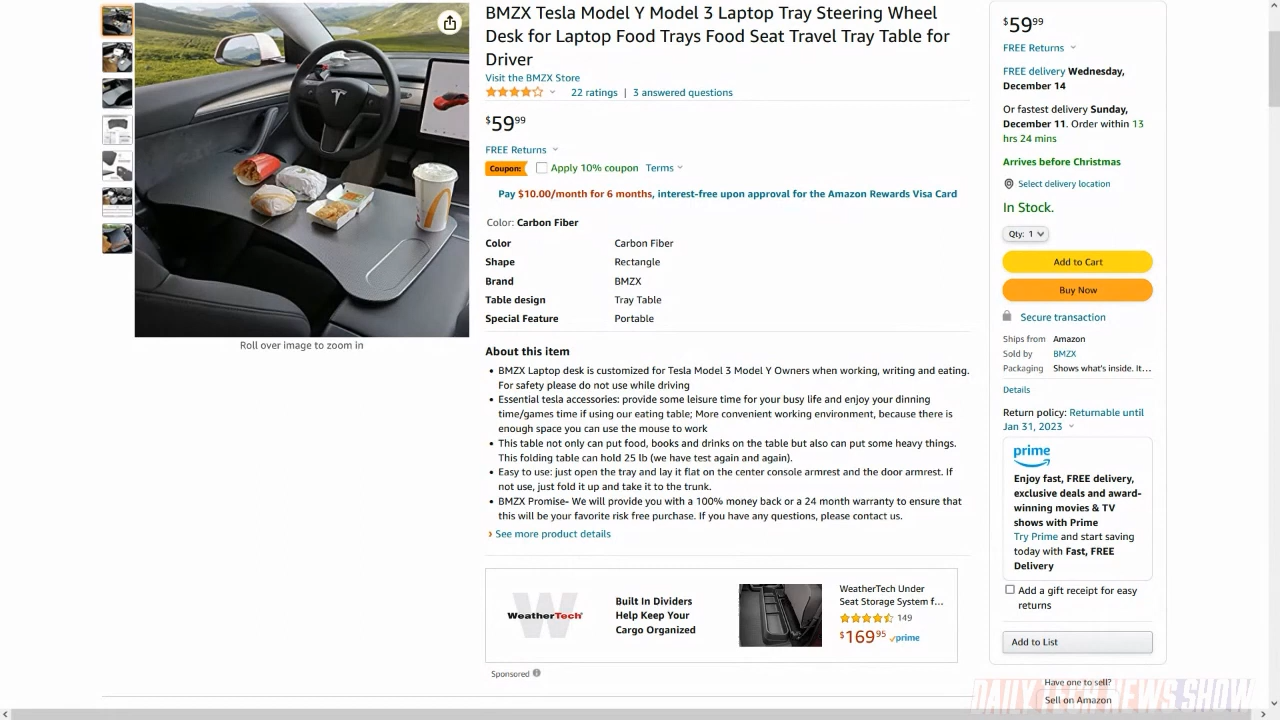 BMZX Tesla Model Y Model 3 Laptop Tray Steering Wheel
Desk for Laptop Food Trays Food Seat Travel Tray Table for
Driver
Visit the BMZX Store
22 ratings | 3 answered questions
$59.99
FREE Returns
Coupon: Apply 10% coupon Terms
Pay $10.00/month for 6 months, interest-free upon approval for the Amazon Rewards Visa Card
Color: Carbon Fiber
Color Carbon Fiber
Shape Rectangle
Brand BMZX
Table design Tray Table
Special Feature Portable
Roll over image to zoom in
About this item
• BMZX Laptop desk is customized for Tesla Model 3 Model Y Owners when working, writing and eating.
For safety please do not use while driving
• Essential tesla accessories: provide some leisure time for your busy life and enjoy your dinning
time/games time if using our eating table; More convenient working environment, because there is
enough space you can use the mouse to work
• This table not only can put food, books and drinks on the table but also can put some heavy things.
This folding table can hold 25 lb (we have test again and again).
• Easy to use: just open the tray and lay it flat on the center console armrest and the door armrest. If
not use, just fold it up and take it to the trunk.
• BMZX Promise- We will provide you with a 100% money back or a 24 month warranty to ensure that
this will be your favorite risk free purchase. If you have any questions, please contact us.
› See more product details
WeatherTech
Built In Dividers
Help Keep Your
Cargo Organized
WeatherTech Under
Seat Storage System f...
149
$169.95 prime
Sponsored
$59.99
FREE Returns
FREE delivery Wednesday,
December 14
Or fastest delivery Sunday,
December 11. Order within 13
hrs 24 mins
Arrives before Christmas
Select delivery location
In Stock.
Qty: 1
Add to Cart
Buy Now
Secure transaction
Ships from Amazon
Sold by BMZX
Packaging Shows what's inside. It...
Details
Return policy: Returnable until
Jan 31, 2023
prime
Enjoy fast, FREE delivery,
exclusive deals and award-
winning movies & TV
shows with Prime
Try Prime and start saving
today with Fast, FREE
Delivery
Add a gift receipt for easy
returns
Add to List
Have one to sell?
Sell on Amazon
DAILY TECH NEWS SHOW